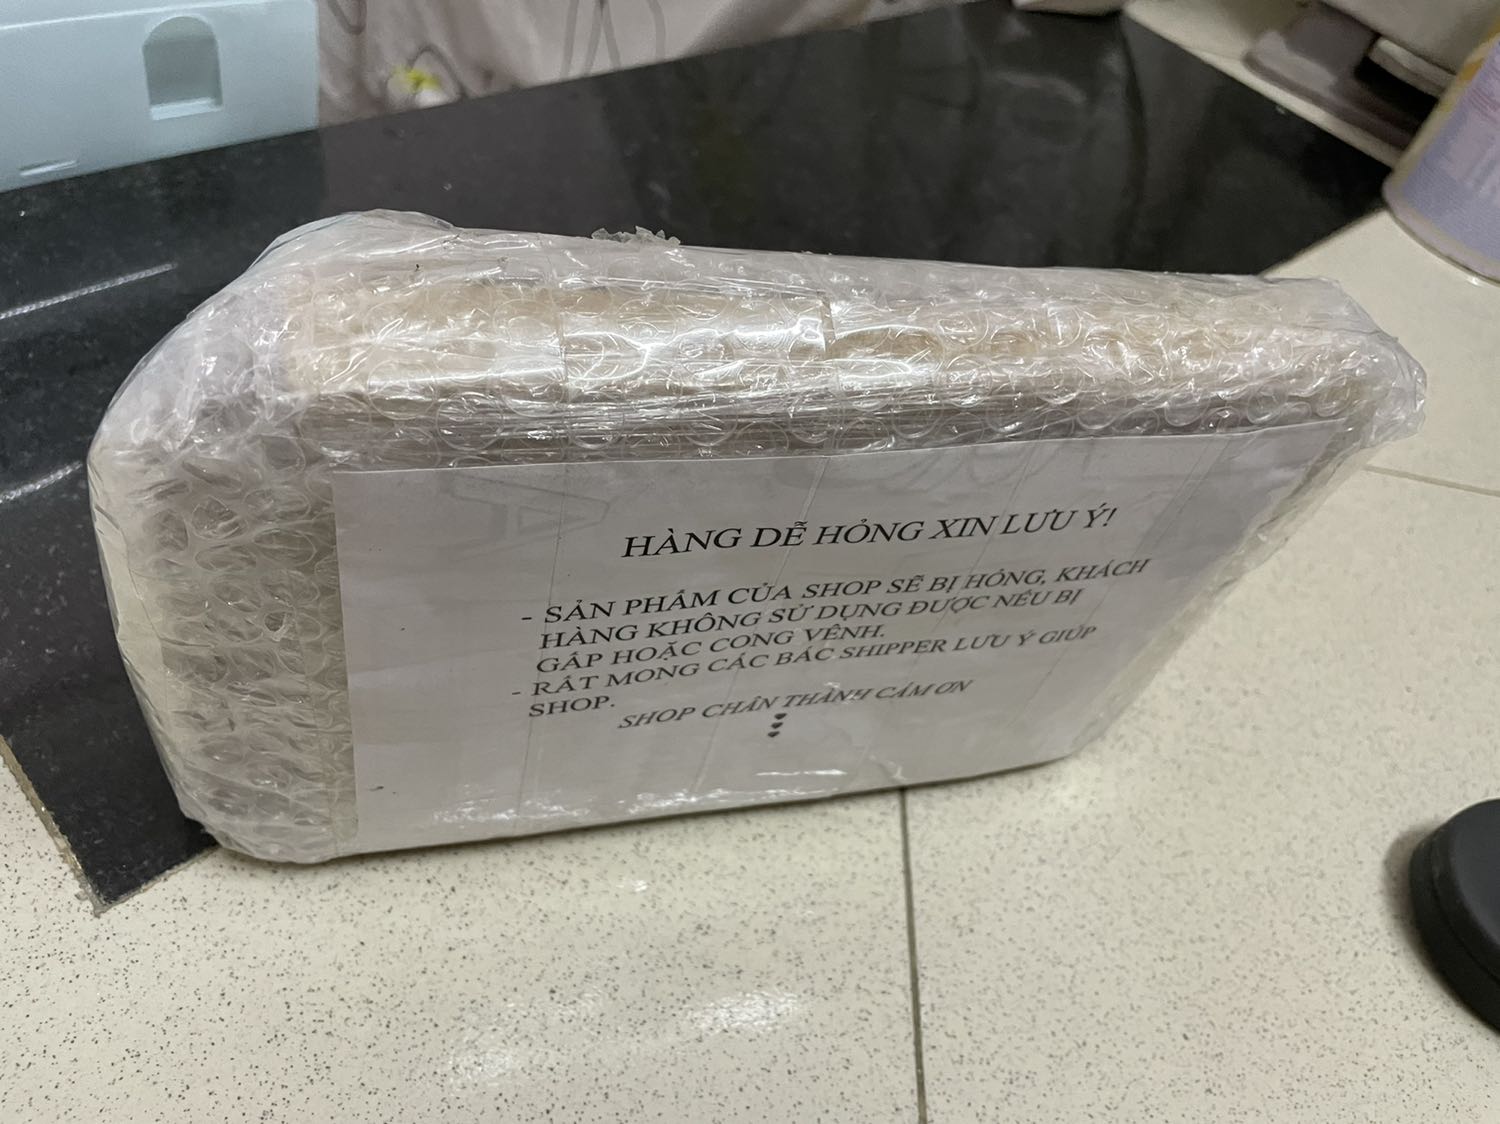 HÀNG DỄ HỎNG XIN LƯU Ý!
- SẢN PHẨM CỦA SHOP SẼ BỊ HỎNG, KHÁCH
HÀNG KHÔNG SỬ DỤNG ĐƯỢC NẾU BỊ
GẤP HOẶC CONG VÊNH.
- RẤT MONG CÁC BÁC SHIPPER LƯU Ý GIÚP
SHOP.
SHOP CHÂN THÀNH CẢM ƠN